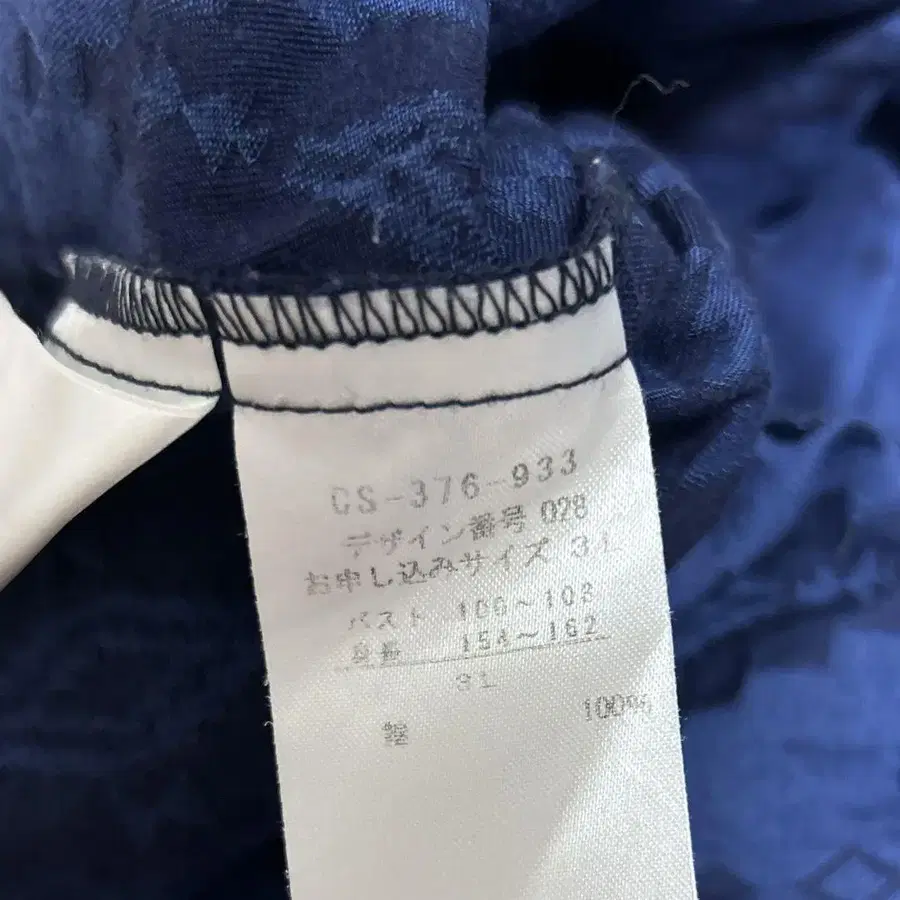 CS-376-933
デザイン番号 028
お申し込みサイズ 3L
バスト 100～108
身長 154～162
3L
綿 100%